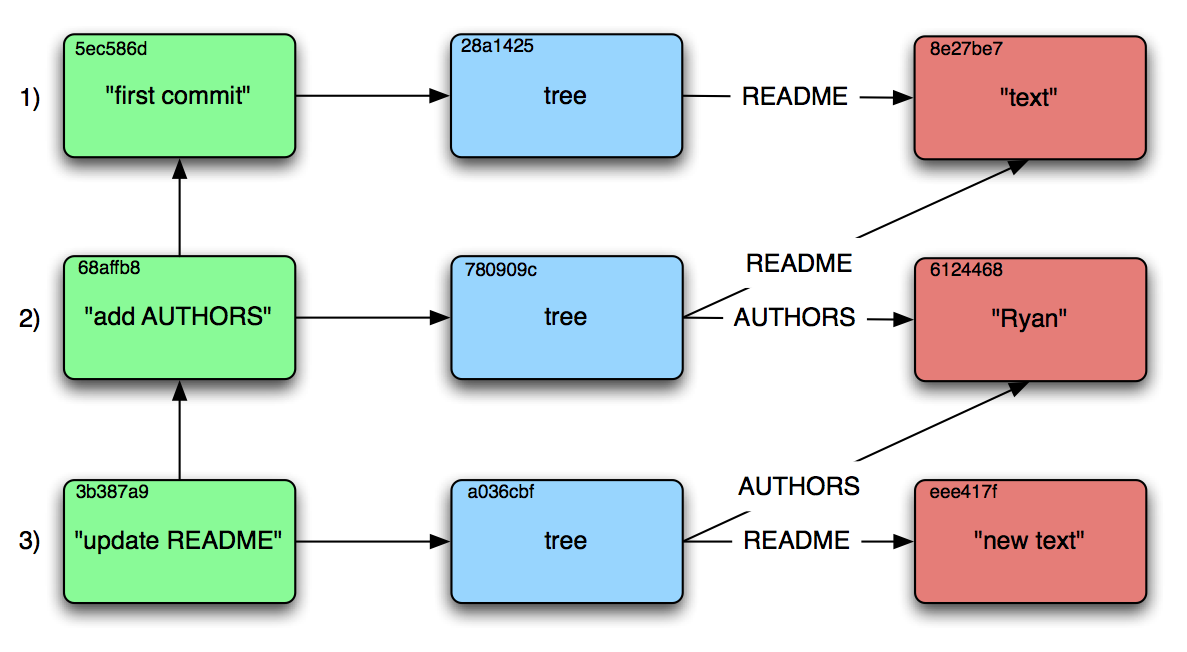 5ec586d
28a1425
8e27be7
1)
"first commit"
tree
README
"text"
README
68affb8
780909c
6124468
2)
"add AUTHORS"
tree
AUTHORS
"Ryan"
AUTHORS
3b387a9
a036cbf
eee417f
3)
"update README"
tree
README
"new text"